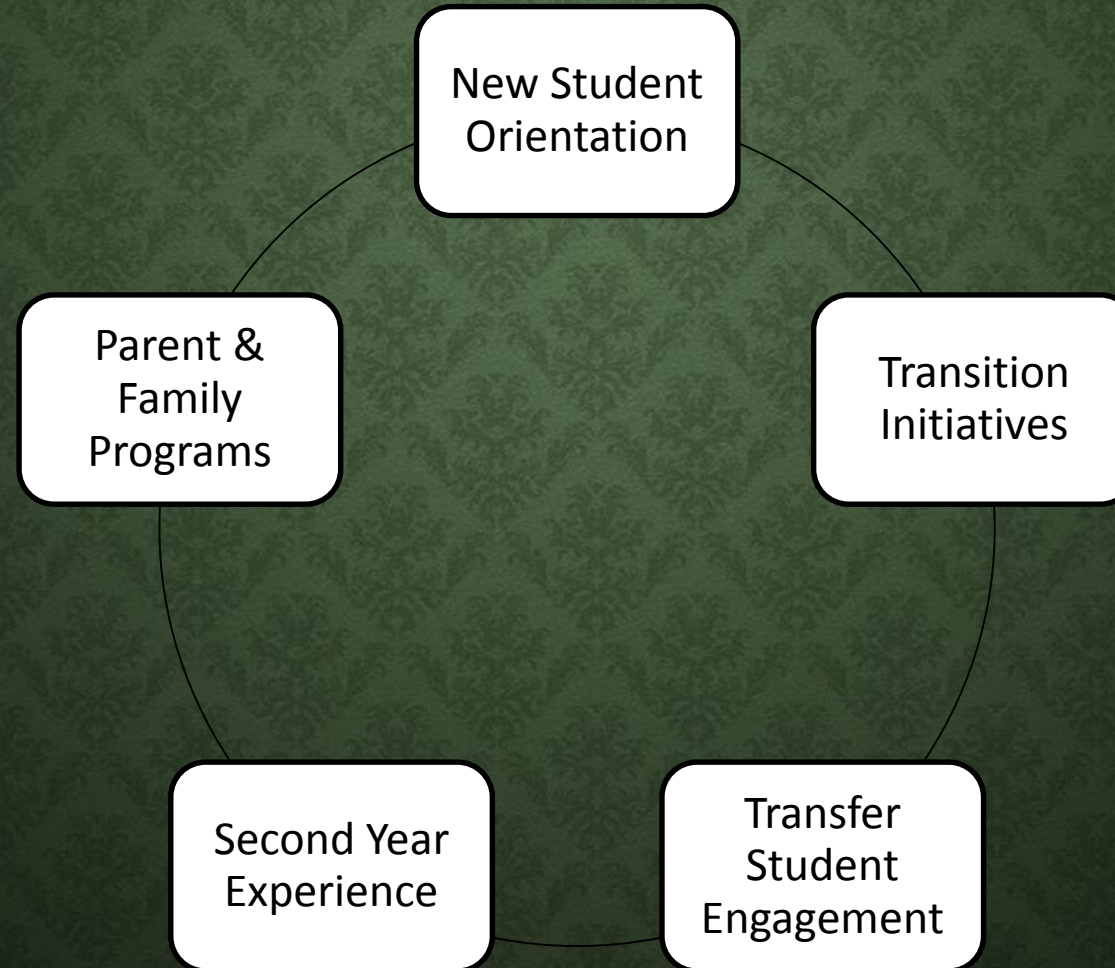 New Student
Orientation
Parent &
Family
Programs
Transition
Initiatives
Second Year
Experience
Transfer
Student
Engagement